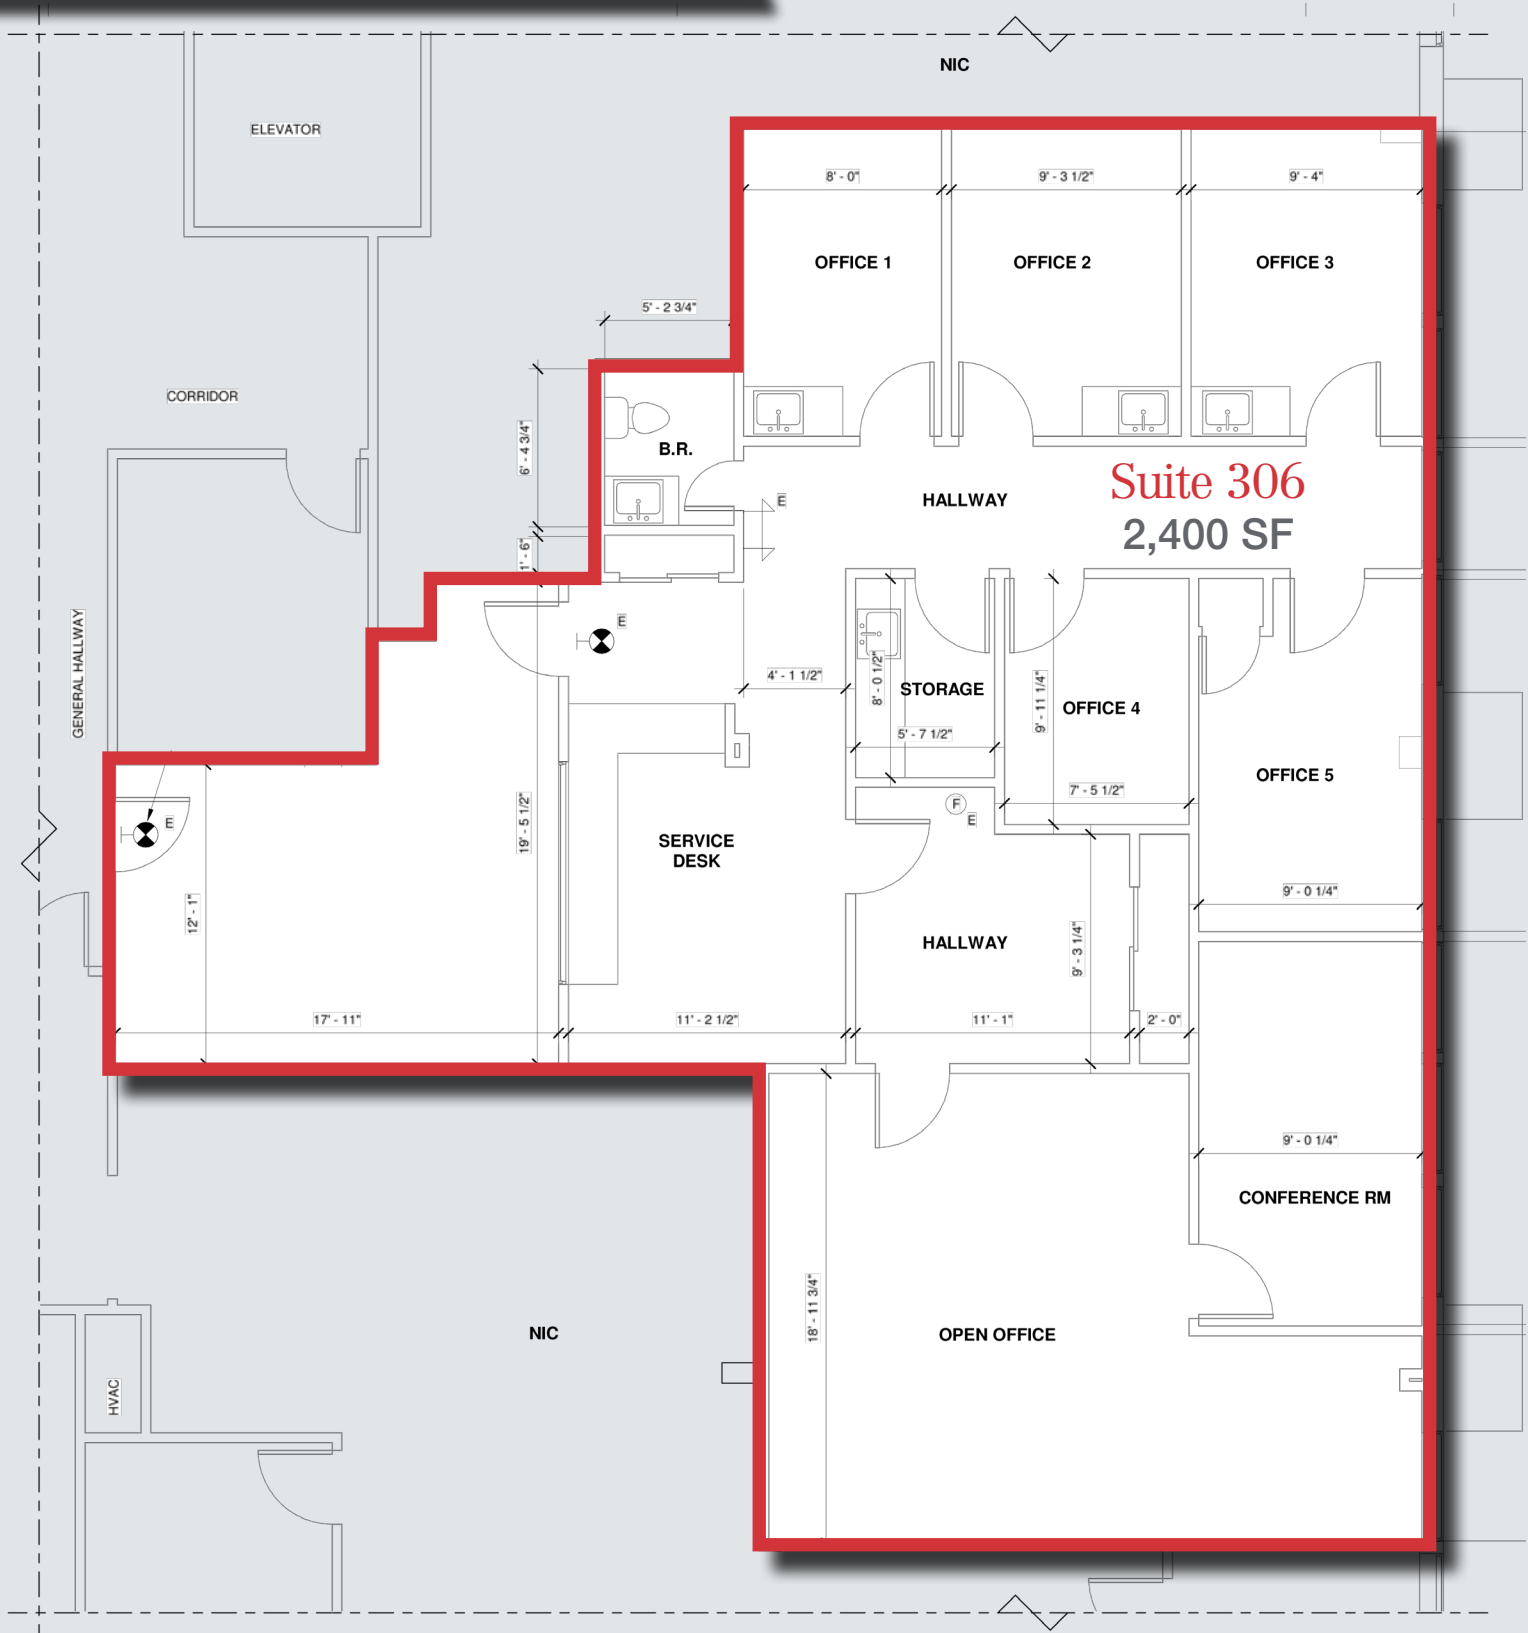 NIC
ELEVATOR
8' - 0"
9' - 3 1/2"
9' - 4"
OFFICE 1
OFFICE 2
OFFICE 3
5' - 2 3/4"
CORRIDOR
6' - 4 3/4"
B.R.
Suite 306
2,400 SF
HALLWAY
E
1' - 6"
E
GENERAL HALLWAY
4' - 1 1/2"
8' - 0 1/2"
STORAGE
9' - 11 1/4"
OFFICE 4
5' - 7 1/2"
OFFICE 5
7' - 5 1/2"
F
E
E
19' - 5 1/2"
SERVICE
DESK
12' - 1"
9' - 0 1/4"
HALLWAY
9' - 3 1/4"
17' - 11"
11' - 2 1/2"
11' - 1"
2' - 0"
9' - 0 1/4"
CONFERENCE RM
18' - 11 3/4"
NIC
OPEN OFFICE
HVAC